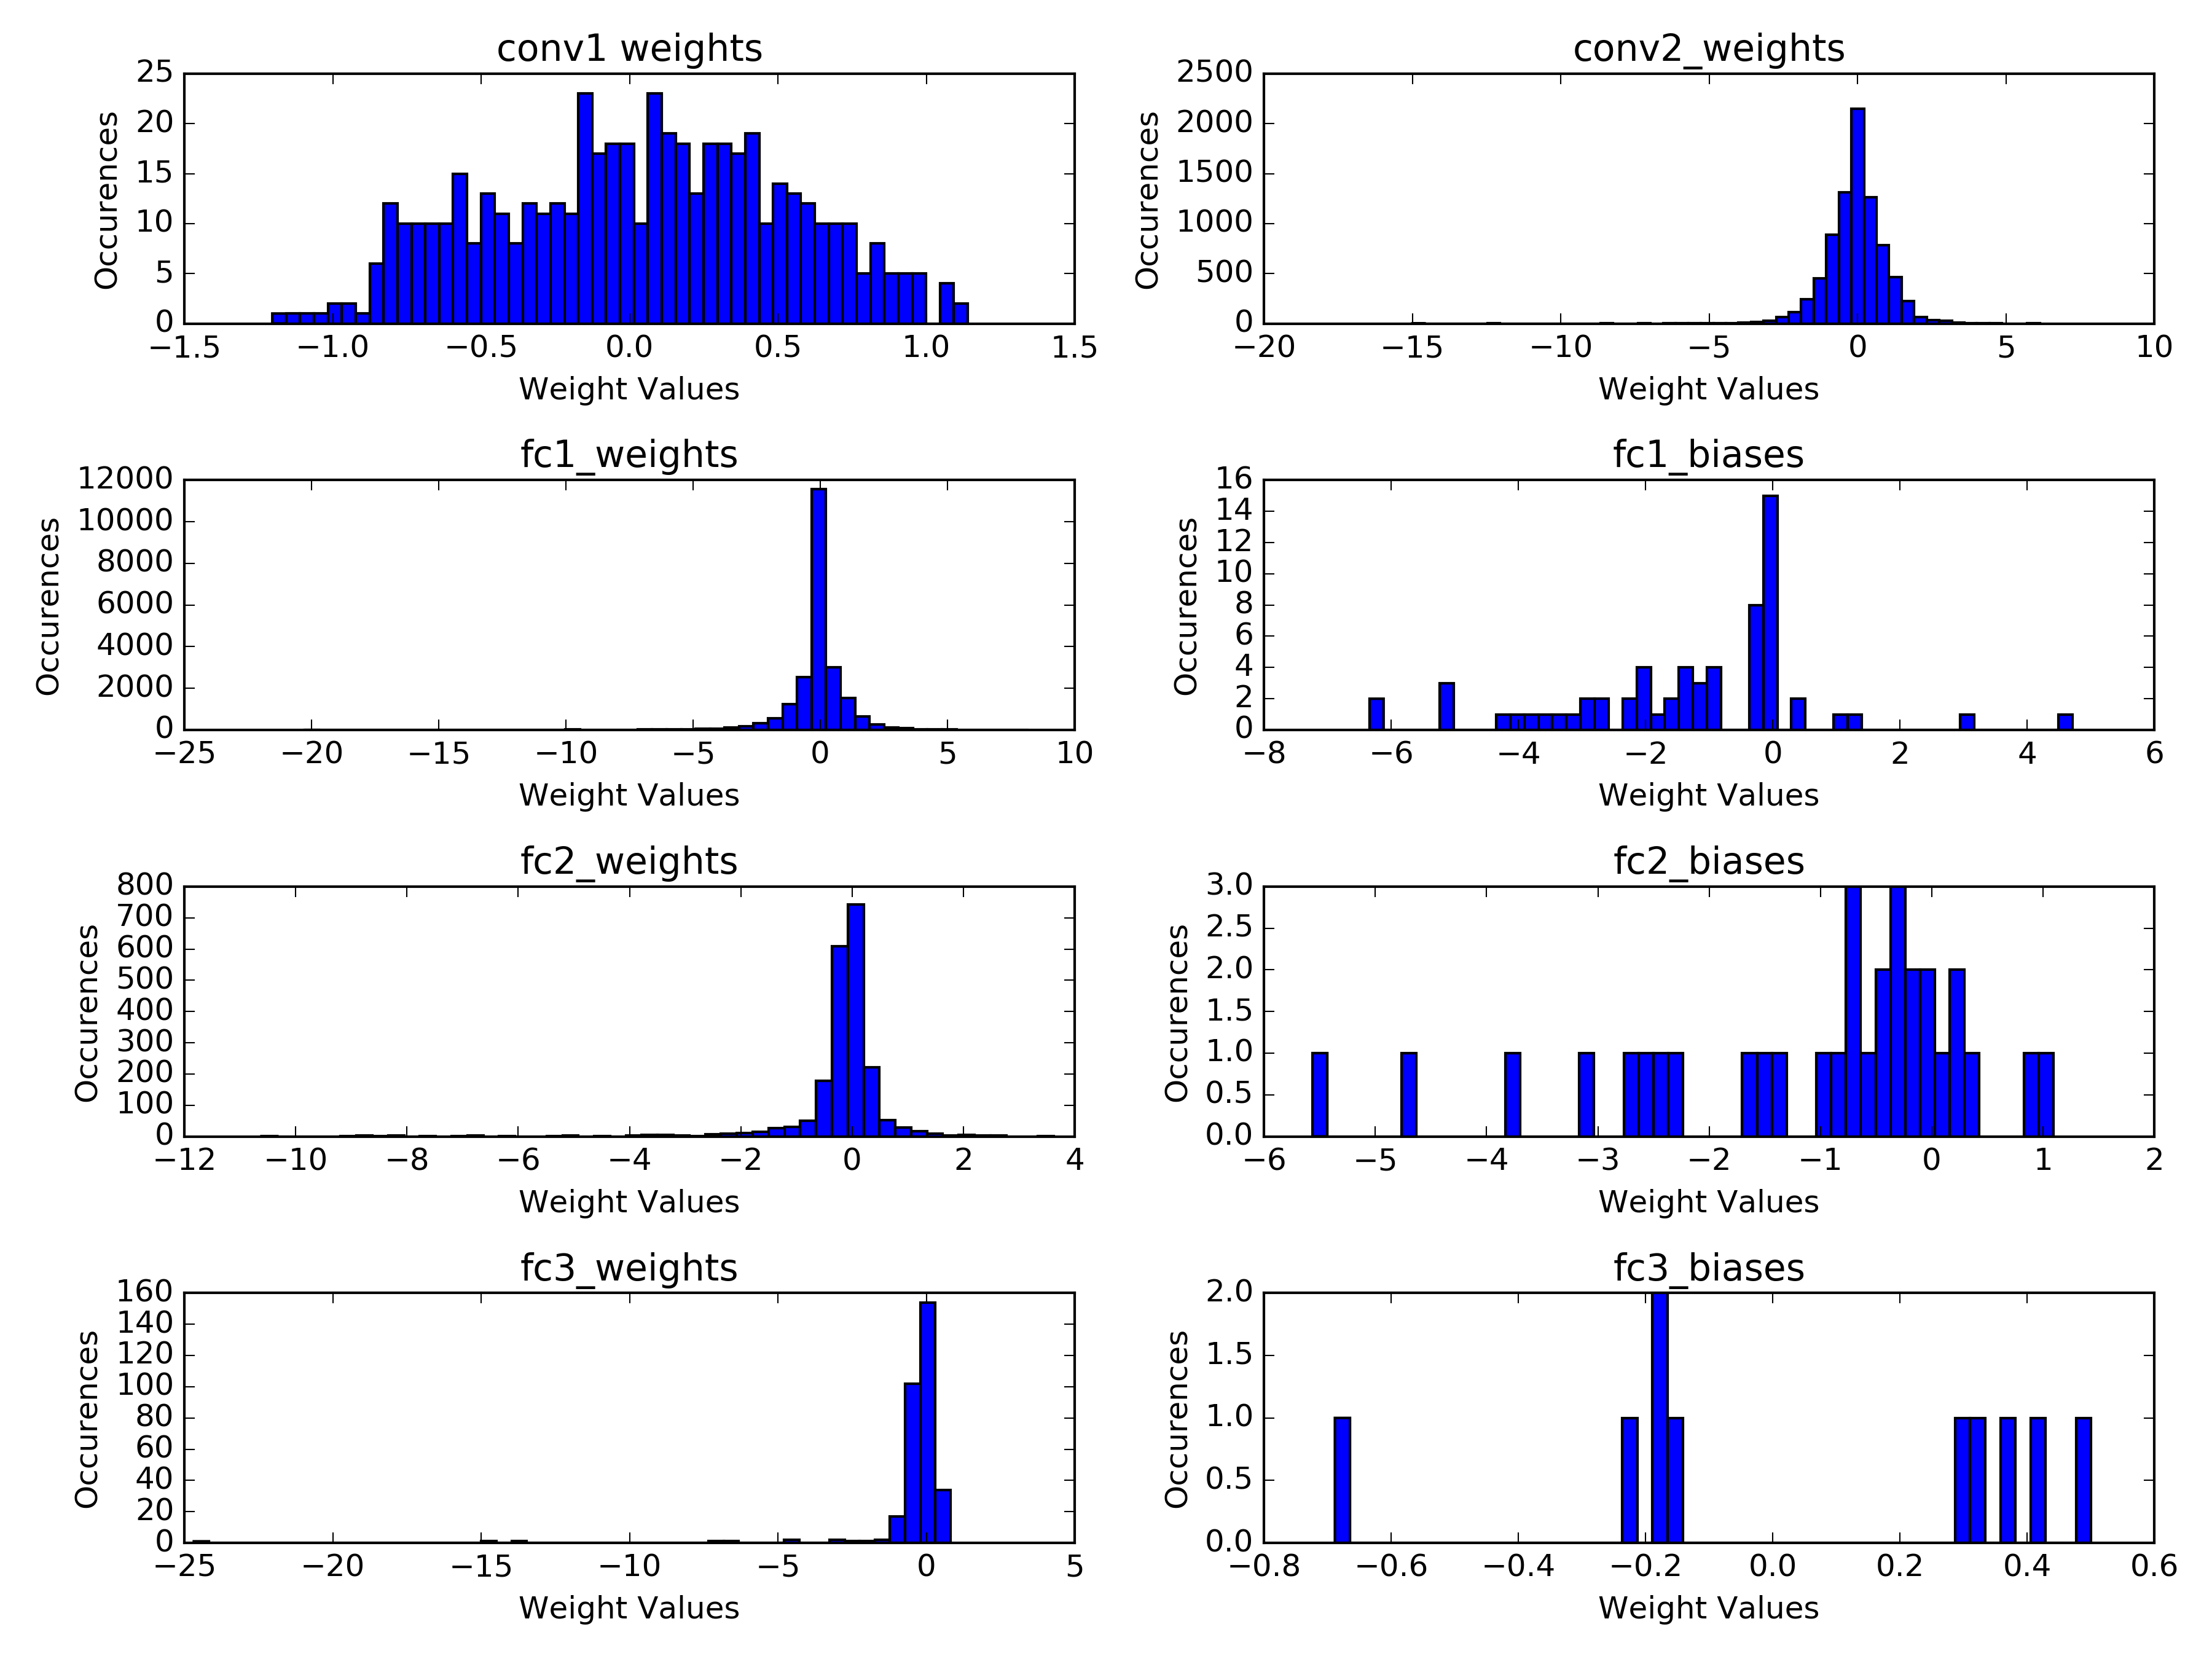 conv1 weights
25
20
15
10
5
0
Occurences
−1.5 −1.0 −0.5 0.0 0.5 1.0 1.5
Weight Values
conv2_weights
2500
2000
1500
1000
500
0
Occurences
−20 −15 −10 −5 0 5 10
Weight Values
fc1_weights
12000
10000
8000
6000
4000
2000
0
Occurences
−25 −20 −15 −10 −5 0 5 10
Weight Values
fc1_biases
16
14
12
10
8
6
4
2
0
Occurences
−8 −6 −4 −2 0 2 4 6
Weight Values
fc2_weights
800
700
600
500
400
300
200
100
0
Occurences
−12 −10 −8 −6 −4 −2 0 2 4
Weight Values
fc2_biases
3.0
2.5
2.0
1.5
1.0
0.5
0.0
Occurences
−6 −5 −4 −3 −2 −1 0 1 2
Weight Values
fc3_weights
160
140
120
100
80
60
40
20
0
Occurences
−25 −20 −15 −10 −5 0 5
Weight Values
fc3_biases
2.0
1.5
1.0
0.5
0.0
Occurences
−0.8 −0.6 −0.4 −0.2 0.0 0.2 0.4 0.6
Weight Values